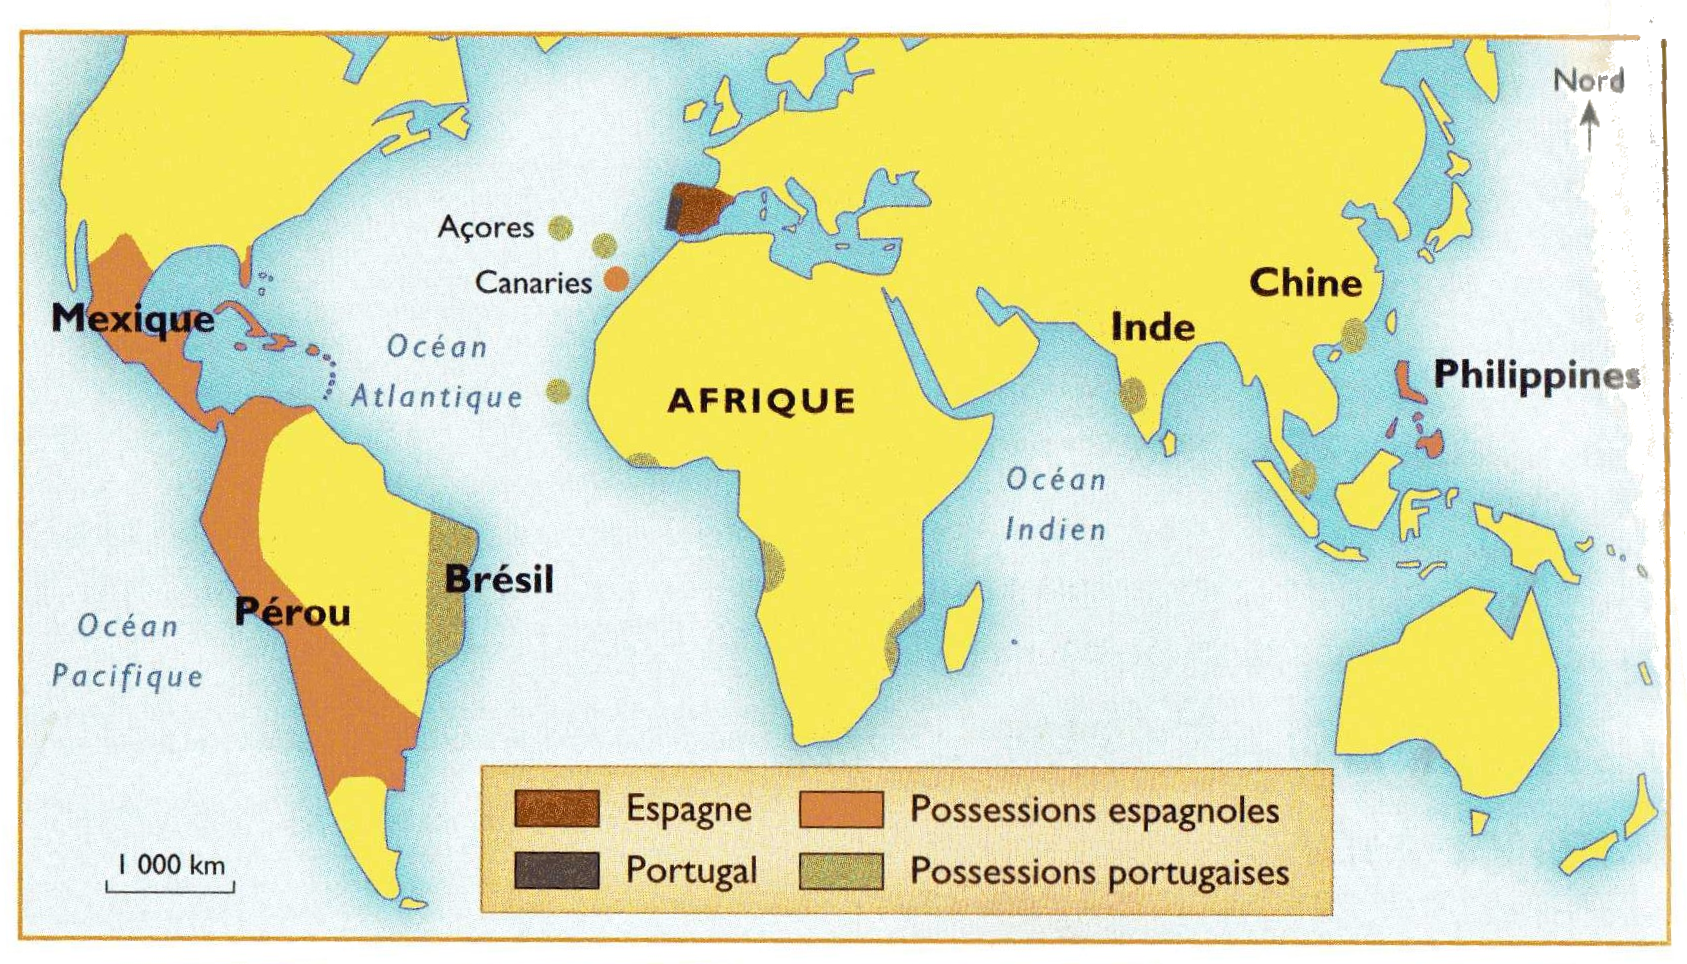 Nord
Açores
Canaries
Chine
Inde
Mexique
Océan
Atlantique
Philippines
AFRIQUE
Océan
Indien
Brésil
Pérou
Océan
Pacifique
Espagne
Possessions espagnoles
Portugal
Possessions portugaises
1 000 km